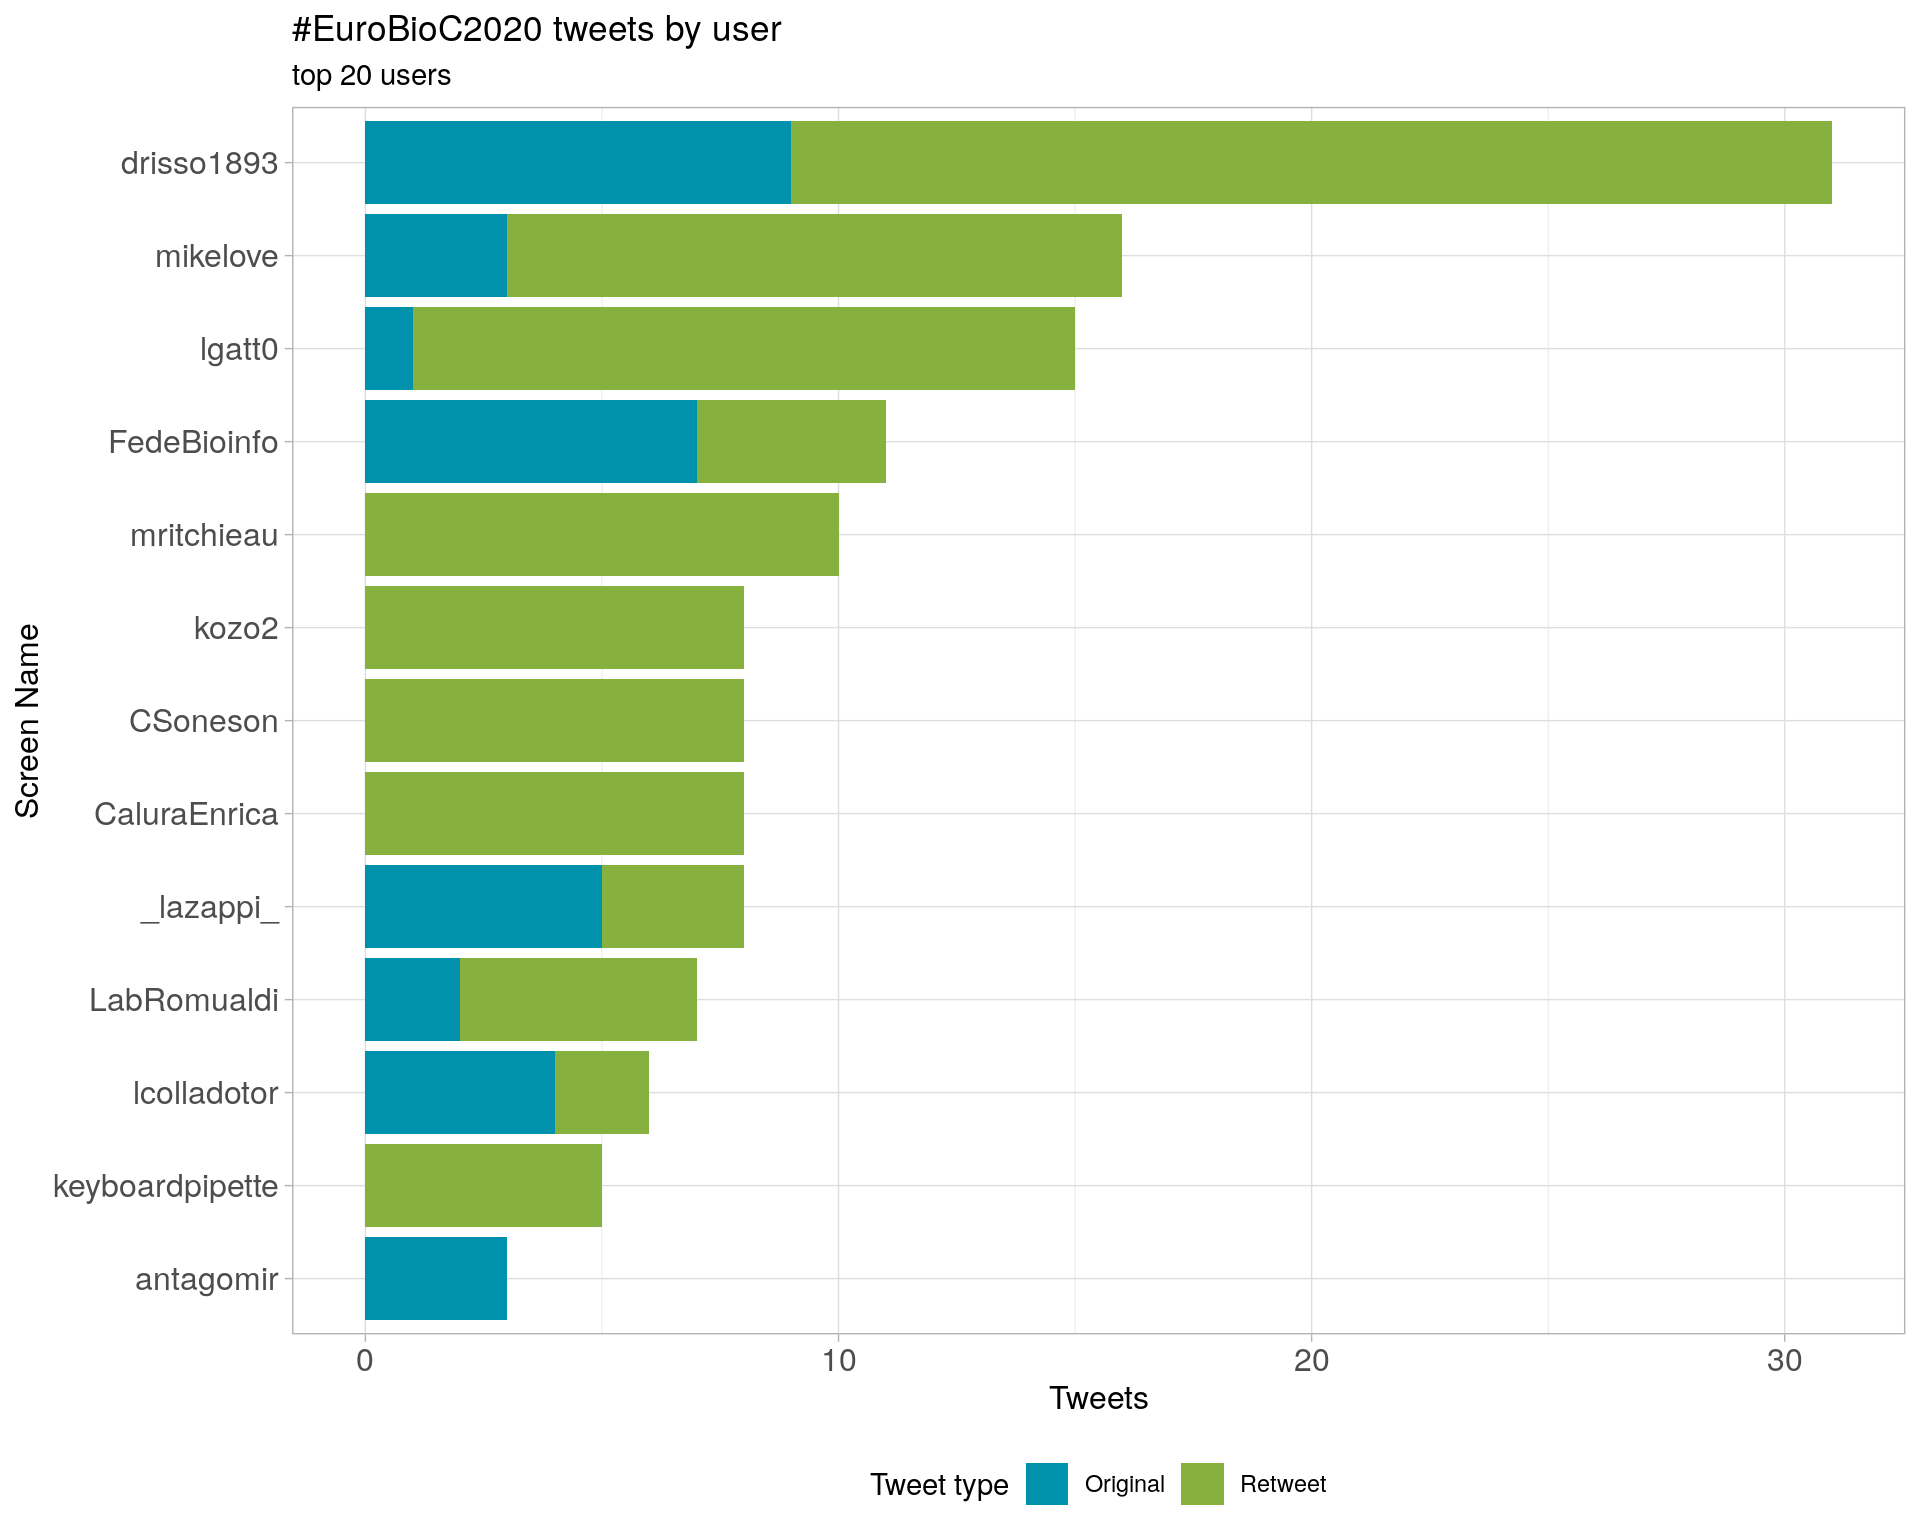 #EuroBioC2020 tweets by user
top 20 users
Screen Name
drisso1893
mikelove
lgatt0
FedeBioinfo
mritchieau
kozo2
CSoneson
CaluraEnrica
_lazappi_
LabRomualdi
lcolladotor
keyboardpipette
antagomir
0 10 20 30
Tweets
Tweet type Original Retweet